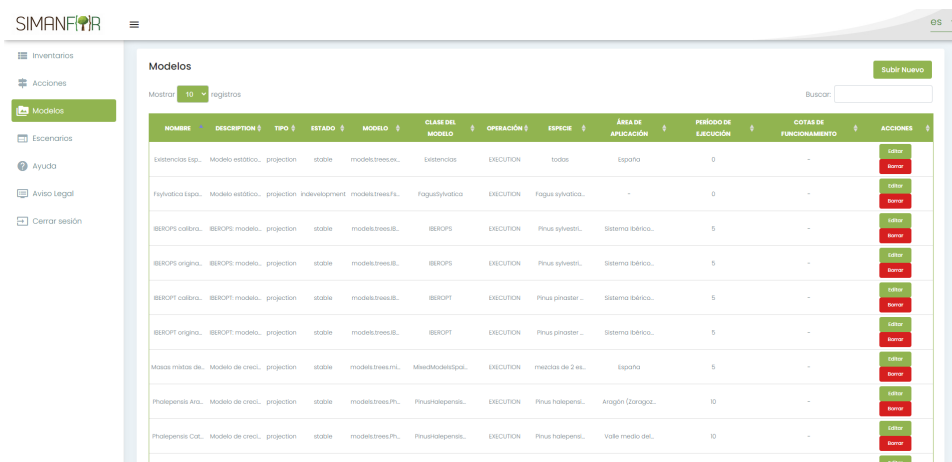 SIMANFOR
es
Inventarios
Acciones
Modelos
Escenarios
Ayuda
Aviso Legal
Cerrar sesión
Modelos
Subir Nuevo
Mostrar 10 registros
Buscar:
NOMBRE DESCRIPTION TIPO ESTADO MODELO CLASE DEL MODELO OPERACIÓN ESPECIE ÁREA DE APLICACIÓN PERÍODO DE EJECUCIÓN COTAS DE FUNCIONAMIENTO ACCIONES
Existencias Esp... Modelo estático... projection stable models.trees.ex... Existencias EXECUTION todas España 0 - Editar Borrar
Fsylvatica Espa... Modelo estático... projection indevelopment models.trees.Fs... FagusSylvatica EXECUTION Fagus sylvatica... - 0 - Editar Borrar
IBEROPS calibra... IBEROPS: modelo... projection stable models.trees.IB... IBEROPS EXECUTION Pinus sylvestri... Sistema Ibérico... 5 - Editar Borrar
IBEROPS origina... IBEROPS: modelo... projection stable models.trees.IB... IBEROPS EXECUTION Pinus sylvestri... Sistema Ibérico... 5 - Editar Borrar
IBEROPT calibra... IBEROPT: modelo... projection stable models.trees.IB... IBEROPT EXECUTION Pinus pinaster ... Sistema Ibérico... 5 - Editar Borrar
IBEROPT origina... IBEROPT: modelo... projection stable models.trees.IB... IBEROPT EXECUTION Pinus pinaster ... Sistema Ibérico... 5 - Editar Borrar
Masas mixtas de... Modelo de creci... projection stable models.trees.mi... MixedModelsSpai... EXECUTION mezclas de 2 es... España 5 - Editar Borrar
Phalepensis Ara... Modelo de creci... projection stable models.trees.Ph... PinusHalepensis... EXECUTION Pinus halepensi... Aragón (Zaragoz... 10 - Editar Borrar
Phalepensis Cat... Modelo de creci... projection stable models.trees.Ph... PinusHalepensis... EXECUTION Pinus halepensi... Valle medio del... 10 - Editar Borrar